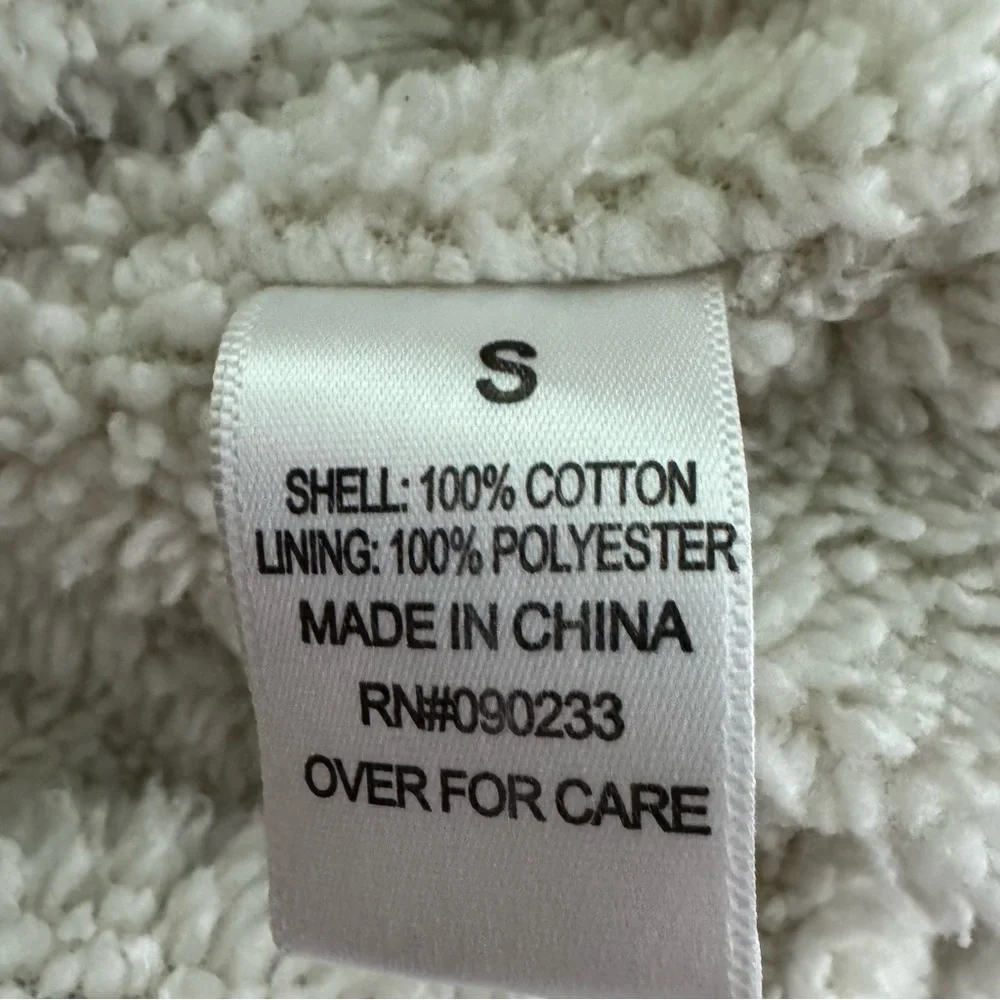 S
SHELL: 100% COTTON
LINING: 100% POLYESTER
MADE IN CHINA
RN#090233
OVER FOR CARE